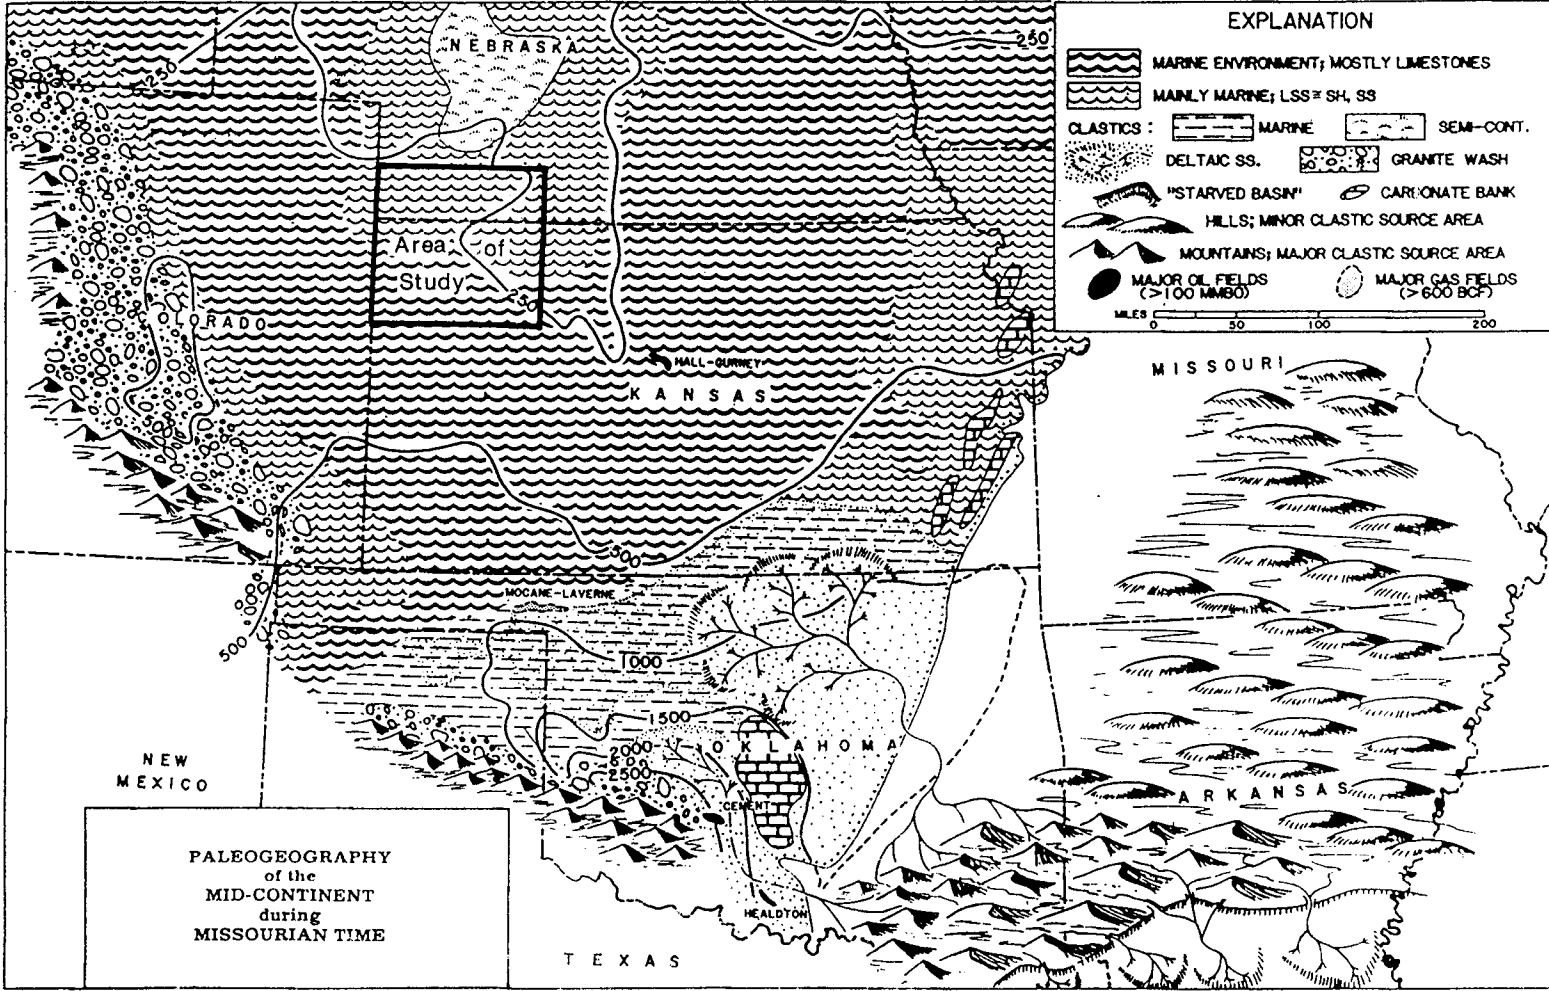 EXPLANATION
MARINE ENVIRONMENT; MOSTLY LIMESTONES
MAINLY MARINE; LSS≅ SH, SS
CLASTICS : MARINE SEMI-CONT.
DELTAIC SS. GRANITE WASH
"STARVED BASIN" CARBONATE BANK
HILLS; MINOR CLASTIC SOURCE AREA
MOUNTAINS; MAJOR CLASTIC SOURCE AREA
MAJOR OIL FIELDS MAJOR GAS FIELDS
(>100 MMBO) (>600 BCF)
MILES 0 50 100 200
NEBRASKA
250
250
Area of
Study
250
COLORADO
HALL-GURNEY
KANSAS
MISSOURI
500
500
500
MOCANE-LAVERNE
1000
1500
2000
2500
OKLAHOMA
CEMENT
HEALDTON
ARKANSAS
NEW
MEXICO
TEXAS
PALEOGEOGRAPHY
of the
MID-CONTINENT
during
MISSOURIAN TIME